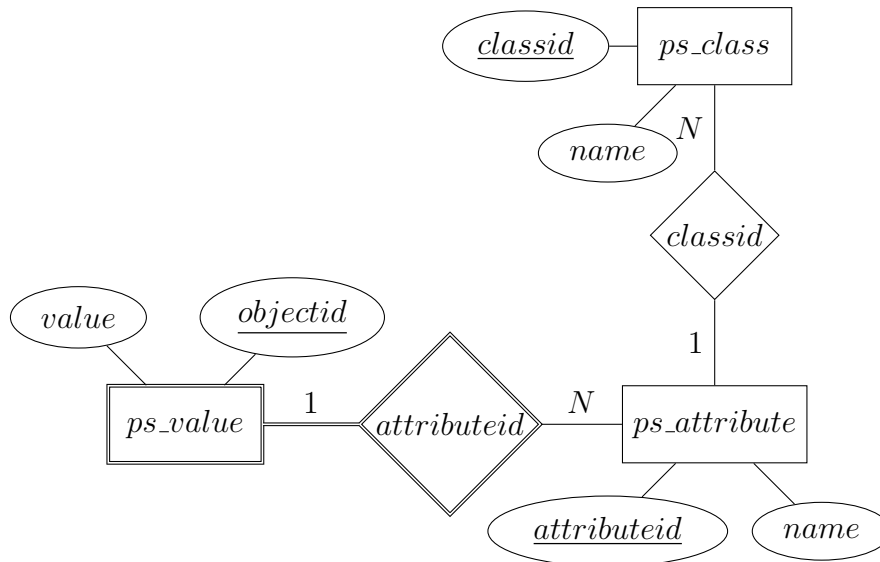 classid
ps_class
name
N
classid
value
objectid
1
ps_value
1
attributeid
N
ps_attribute
attributeid
name